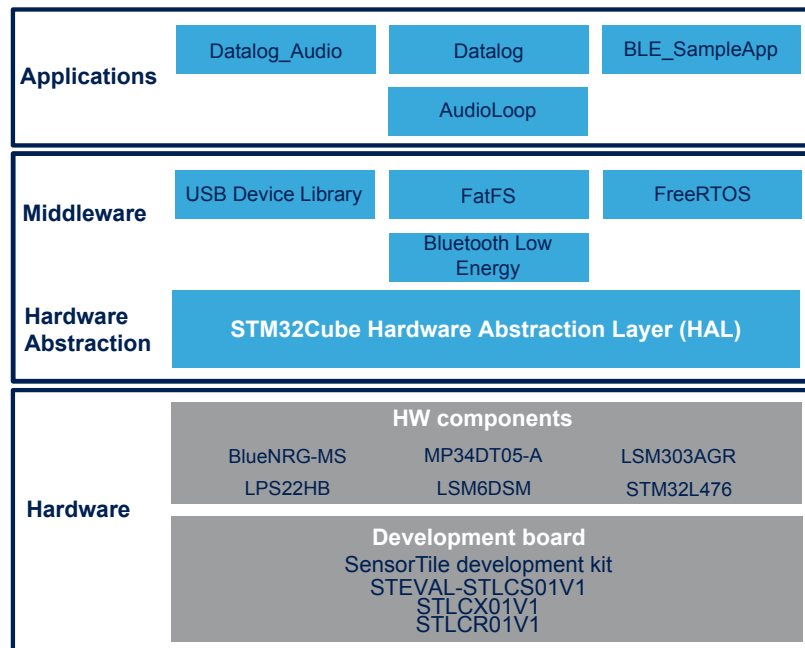 Applications
Datalog_Audio
Datalog
BLE_SampleApp
AudioLoop
Middleware
USB Device Library
FatFS
FreeRTOS
Bluetooth Low
Energy
Hardware
Abstraction
STM32Cube Hardware Abstraction Layer (HAL)
Hardware
HW components
BlueNRG-MS
MP34DT05-A
LSM303AGR
LPS22HB
LSM6DSM
STM32L476
Development board
SensorTile development kit
STEVAL-STLCS01V1
STLCX01V1
STLCR01V1